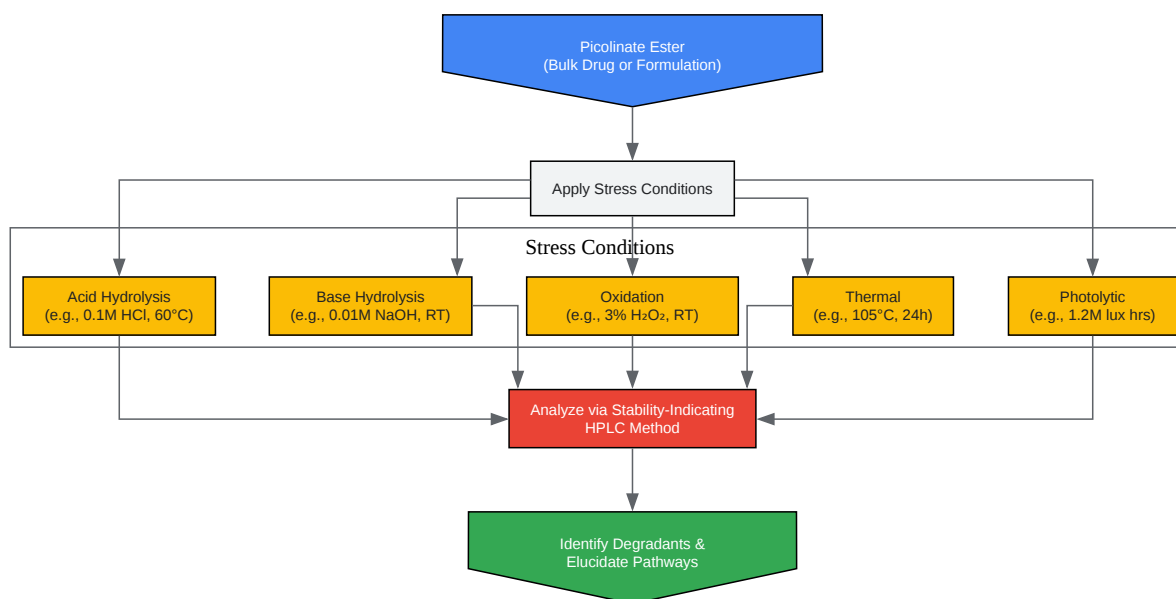 Picolinate Ester
(Bulk Drug or Formulation)
Apply Stress Conditions
Stress Conditions
Acid Hydrolysis
(e.g., 0.1M HCl, 60°C)
Base Hydrolysis
(e.g., 0.01M NaOH, RT)
Oxidation
(e.g., 3% H₂O₂, RT)
Thermal
(e.g., 105°C, 24h)
Photolytic
(e.g., 1.2M lux hrs)
Analyze via Stability-Indicating
HPLC Method
Identify Degradants &
Elucidate Pathways